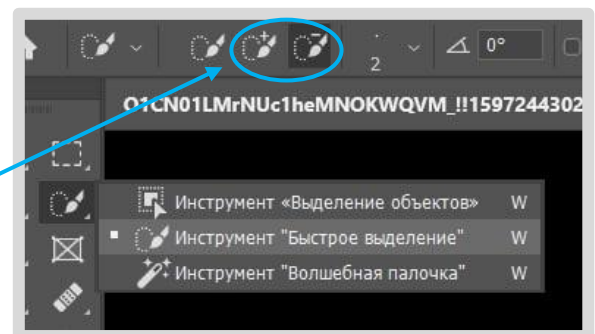 2
0°
O1CN01LMrNUc1heMNOKWQVM_!!1597244302
Инструмент «Выделение объектов» W
Инструмент "Быстрое выделение" W
Инструмент "Волшебная палочка" W